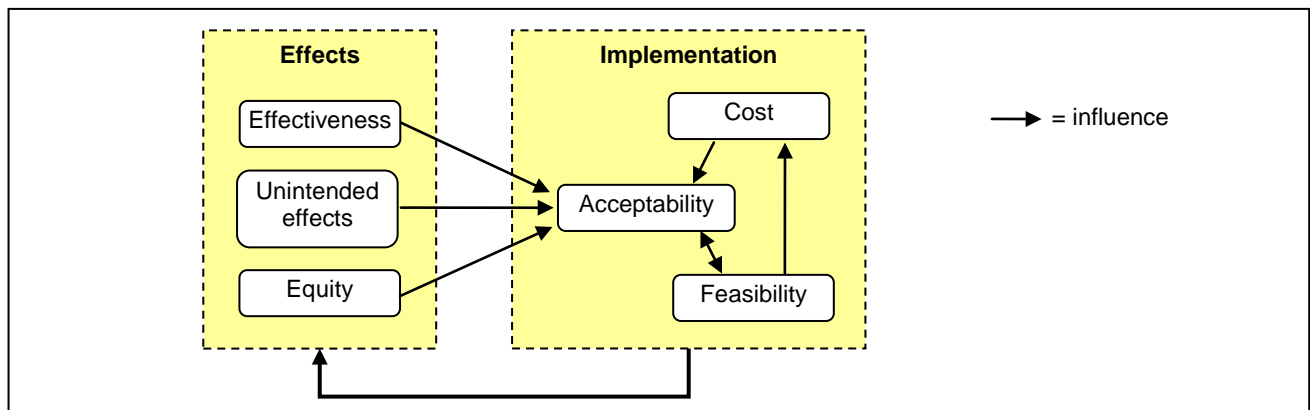 Effects
Implementation
Effectiveness
Unintended
effects
Equity
Cost
Acceptability
Feasibility
= influence